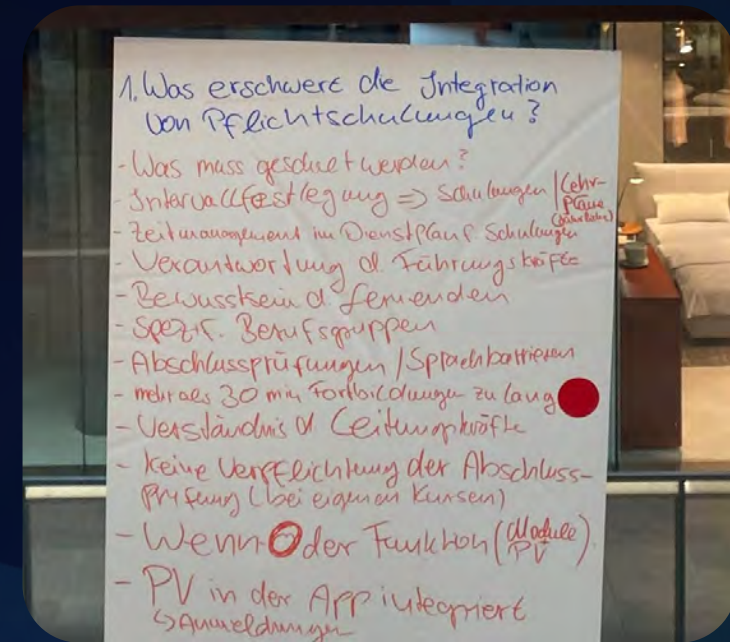 1. Was erschwert die Integration
von Pflichtschulungen?
- Was muss geschult werden?
- Intervallfestlegung => Schulungen / Lehr-
pläne
(jährliche)
- Zeitmanagement im Dienstplan f. Schulungen
- Verantwortung d. Führungskräfte
- Bewusstsein d. Lernenden
- Spezif. Berufsgruppen
- Abschlussprüfungen / Sprachbarrieren
- mehr als 30 min Fortbildungen zu lang
- Verständnis d. Leitungskräfte
- Keine Verpflichtung der Abschluss-
prüfung (bei eigenen Kursen)
- Wenn Oder Funktion (Module
PV)
- PV in der App integriert
↳ Anmeldungen